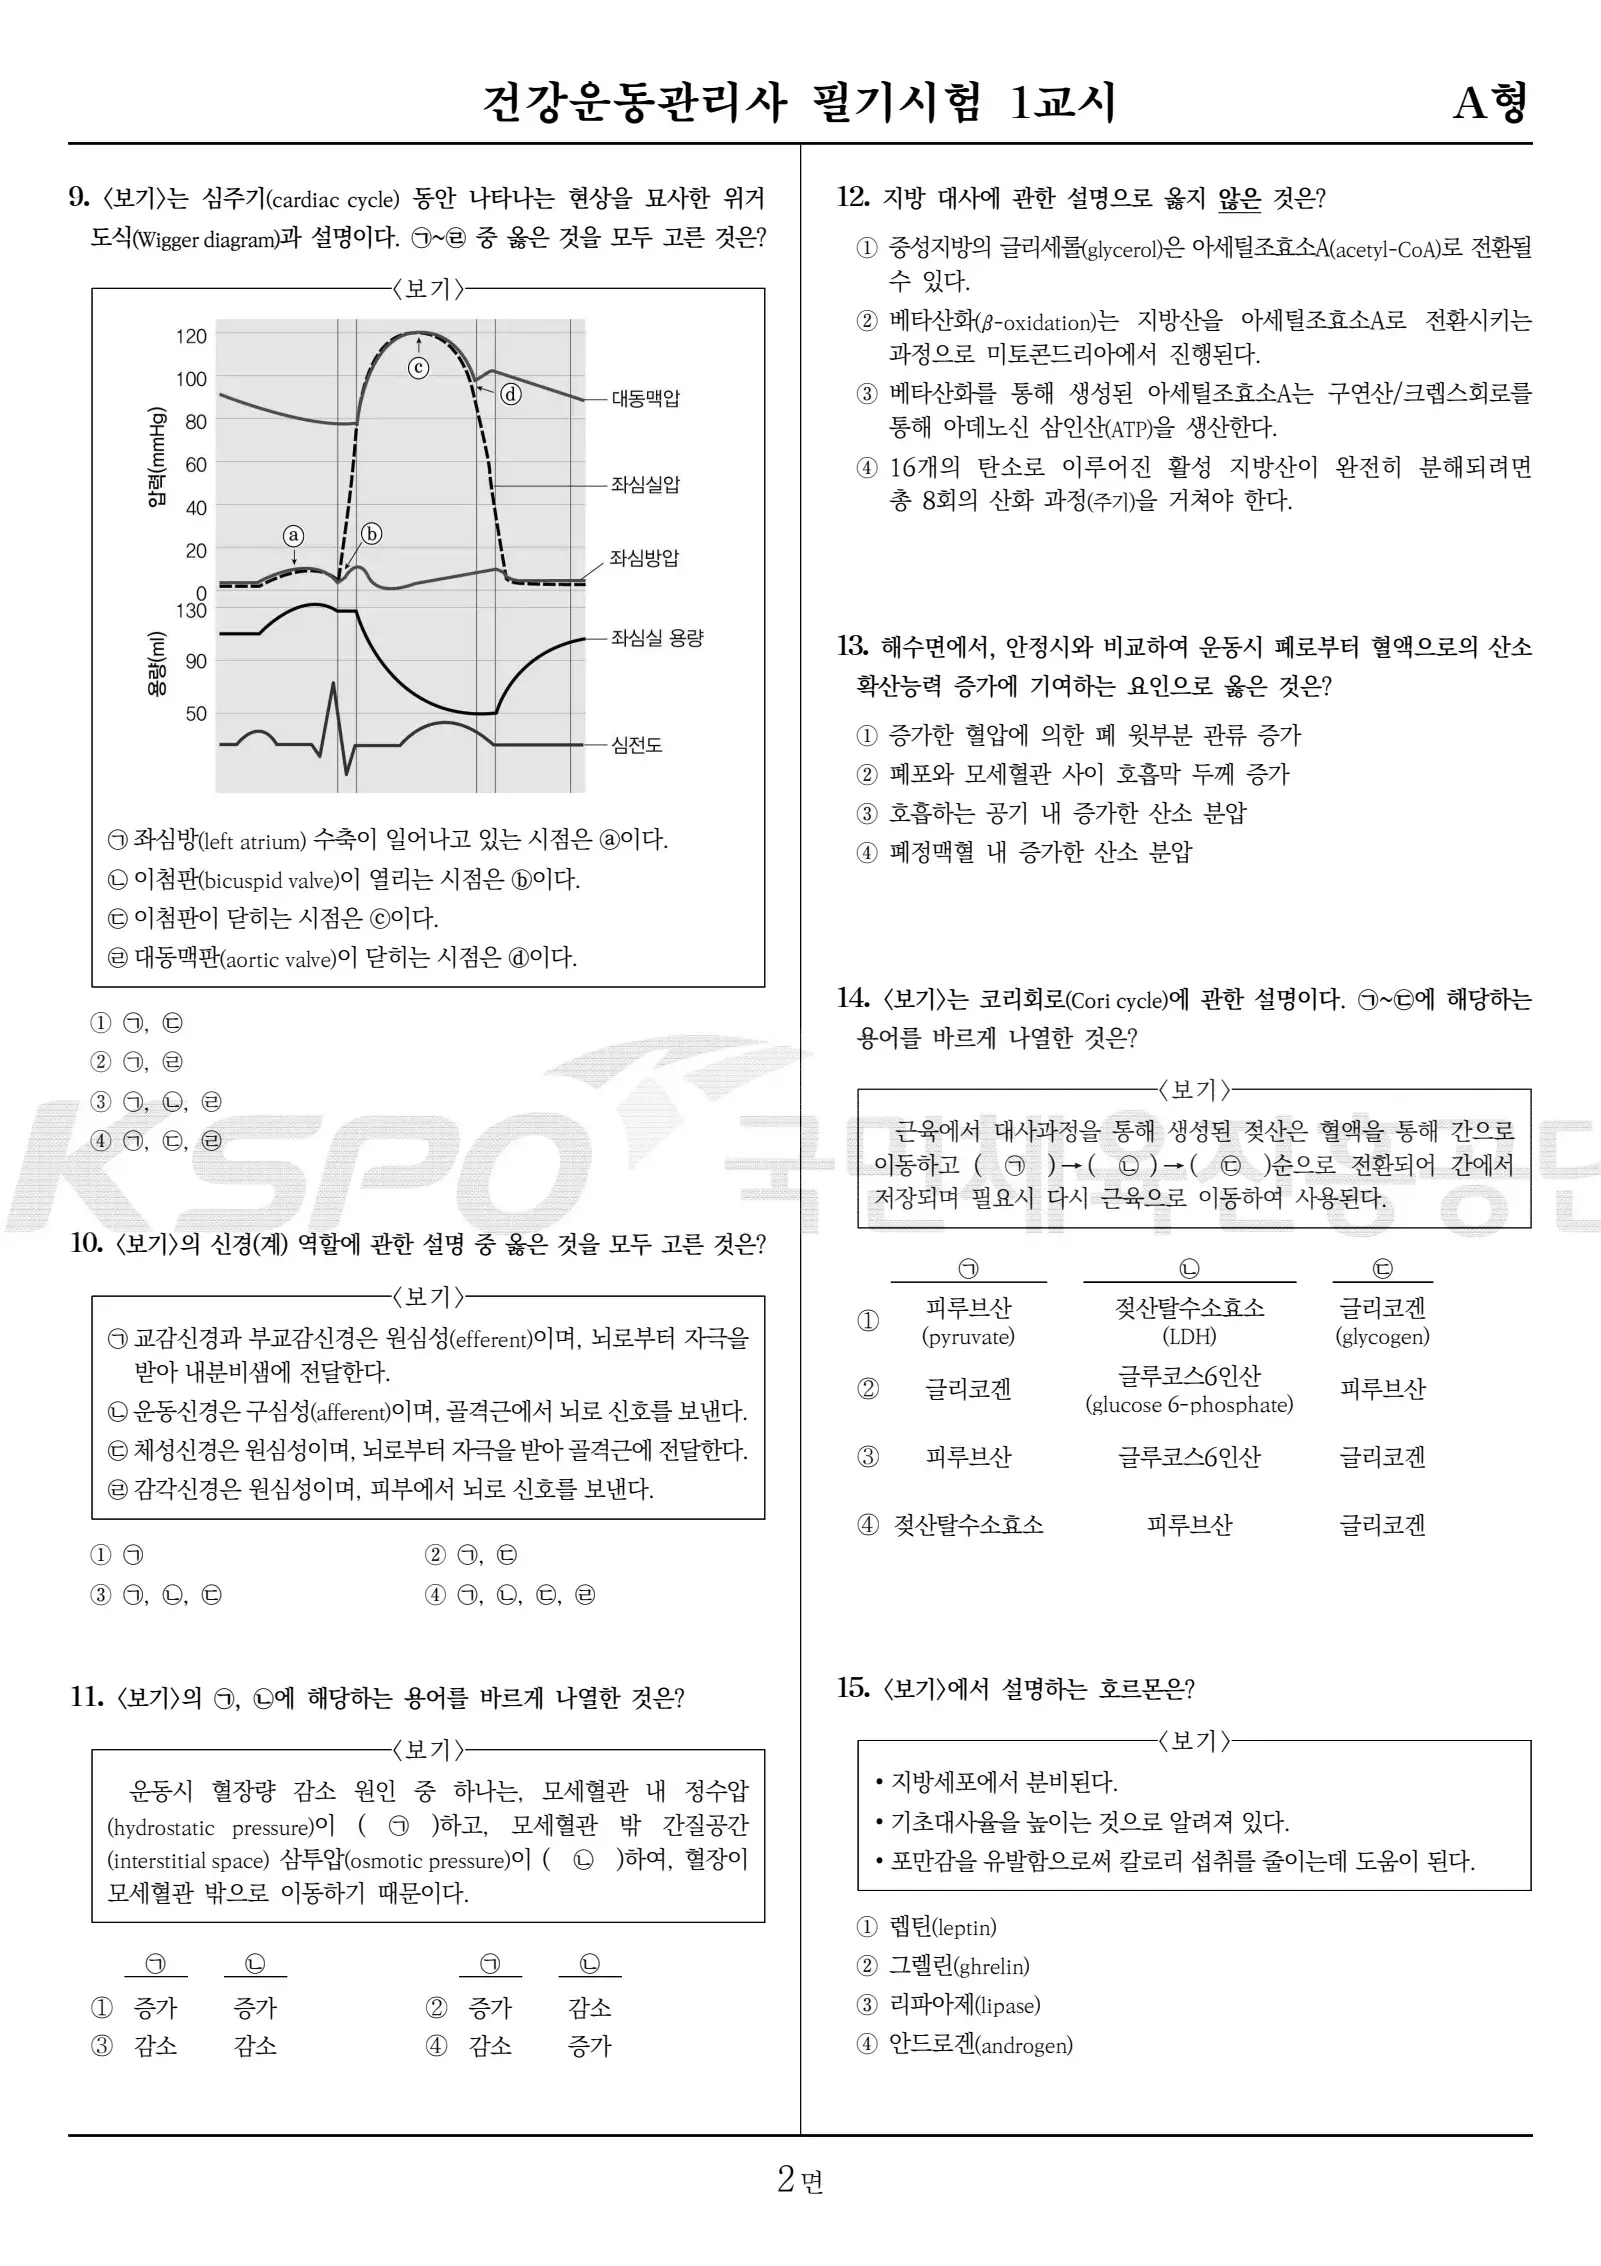 건강운동관리사 필기시험 1교시
A형
9. 〈보기〉는 심주기(cardiac cycle) 동안 나타나는 현상을 묘사한 위거
도식(Wigger diagram)과 설명이다. ㉠~㉣ 중 옳은 것을 모두 고른 것은?
〈보기〉
압력(mmHg)
120
100
80
60
40
20
0
용량(ml)
130
90
50
ⓐ
ⓑ
ⓒ
ⓓ
대동맥압
좌심실압
좌심방압
좌심실 용량
심전도
㉠ 좌심방(left atrium) 수축이 일어나고 있는 시점은 ⓐ이다.
㉡ 이첨판(bicuspid valve)이 열리는 시점은 ⓑ이다.
㉢ 이첨판이 닫히는 시점은 ⓒ이다.
㉣ 대동맥판(aortic valve)이 닫히는 시점은 ⓓ이다.
① ㉠, ㉢
② ㉠, ㉣
③ ㉠, ㉡, ㉣
④ ㉠, ㉢, ㉣
10. 〈보기〉의 신경(계) 역할에 관한 설명 중 옳은 것을 모두 고른 것은?
〈보기〉
㉠ 교감신경과 부교감신경은 원심성(efferent)이며, 뇌로부터 자극을
받아 내분비샘에 전달한다.
㉡ 운동신경은 구심성(afferent)이며, 골격근에서 뇌로 신호를 보낸다.
㉢ 체성신경은 원심성이며, 뇌로부터 자극을 받아 골격근에 전달한다.
㉣ 감각신경은 원심성이며, 피부에서 뇌로 신호를 보낸다.
① ㉠ ② ㉠, ㉢
③ ㉠, ㉡, ㉢ ④ ㉠, ㉡, ㉢, ㉣
11. 〈보기〉의 ㉠, ㉡에 해당하는 용어를 바르게 나열한 것은?
〈보기〉
운동시 혈장량 감소 원인 중 하나는, 모세혈관 내 정수압
(hydrostatic pressure)이 ( ㉠ )하고, 모세혈관 밖 간질공간
(interstitial space) 삼투압(osmotic pressure)이 ( ㉡ )하여, 혈장이
모세혈관 밖으로 이동하기 때문이다.
㉠ ㉡ ㉠ ㉡
① 증가 증가 ② 증가 감소
③ 감소 감소 ④ 감소 증가
12. 지방 대사에 관한 설명으로 옳지 않은 것은?
① 중성지방의 글리세롤(glycerol)은 아세틸조효소A(acetyl-CoA)로 전환될
수 있다.
② 베타산화(β-oxidation)는 지방산을 아세틸조효소A로 전환시키는
과정으로 미토콘드리아에서 진행된다.
③ 베타산화를 통해 생성된 아세틸조효소A는 구연산/크렙스회로를
통해 아데노신 삼인산(ATP)을 생산한다.
④ 16개의 탄소로 이루어진 활성 지방산이 완전히 분해되려면
총 8회의 산화 과정(주기)을 거쳐야 한다.
13. 해수면에서, 안정시와 비교하여 운동시 폐로부터 혈액으로의 산소
확산능력 증가에 기여하는 요인으로 옳은 것은?
① 증가한 혈압에 의한 폐 윗부분 관류 증가
② 폐포와 모세혈관 사이 호흡막 두께 증가
③ 호흡하는 공기 내 증가한 산소 분압
④ 폐정맥혈 내 증가한 산소 분압
14. 〈보기〉는 코리회로(Cori cycle)에 관한 설명이다. ㉠~㉢에 해당하는
용어를 바르게 나열한 것은?
〈보기〉
근육에서 대사과정을 통해 생성된 젖산은 혈액을 통해 간으로
이동하고 ( ㉠ )→( ㉡ )→( ㉢ )순으로 전환되어 간에서
저장되며 필요시 다시 근육으로 이동하여 사용된다.
㉠ ㉡ ㉢
① 피루브산 젖산탈수소효소 글리코겐
(pyruvate) (LDH) (glycogen)
② 글리코겐 글루코스6인산 피루브산
(glucose 6-phosphate)
③ 피루브산 글루코스6인산 글리코겐
④ 젖산탈수소효소 피루브산 글리코겐
15. 〈보기〉에서 설명하는 호르몬은?
〈보기〉
• 지방세포에서 분비된다.
• 기초대사율을 높이는 것으로 알려져 있다.
• 포만감을 유발함으로써 칼로리 섭취를 줄이는데 도움이 된다.
① 렙틴(leptin)
② 그렐린(ghrelin)
③ 리파아제(lipase)
④ 안드로겐(androgen)
KSPO 국민체육진흥공단
2면